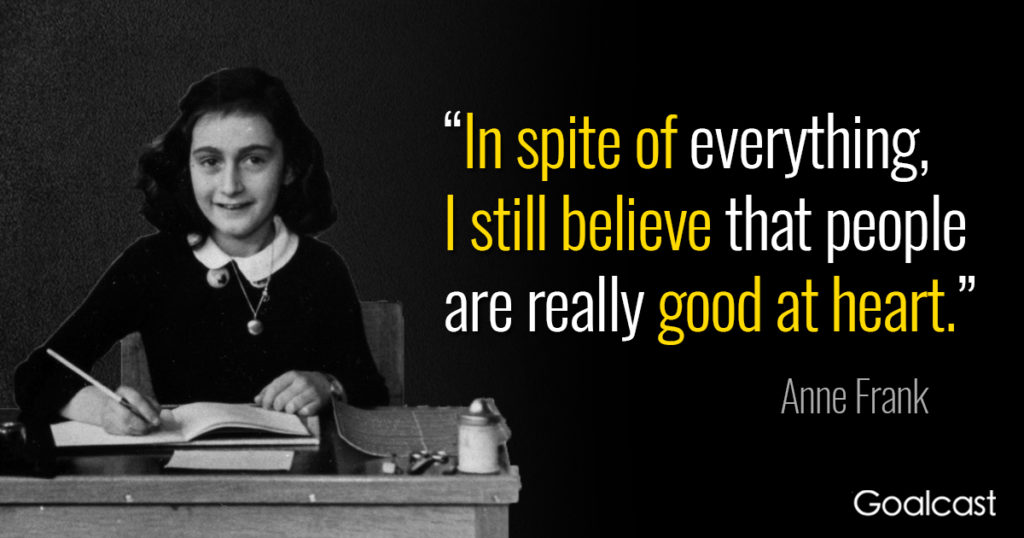 “In spite of everything,
I still believe that people
are really good at heart.”
Anne Frank
Goalcast